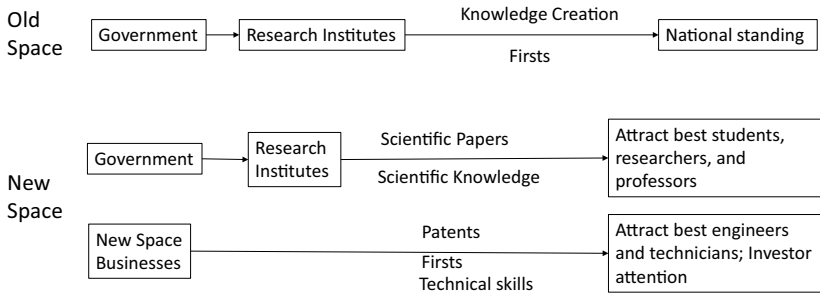 Old
Space
Government
Research Institutes
Knowledge Creation
Firsts
National standing
New
Space
Government
Research
Institutes
Scientific Papers
Scientific Knowledge
Attract best students,
researchers, and
professors
New Space
Businesses
Patents
Firsts
Technical skills
Attract best engineers
and technicians; Investor
attention